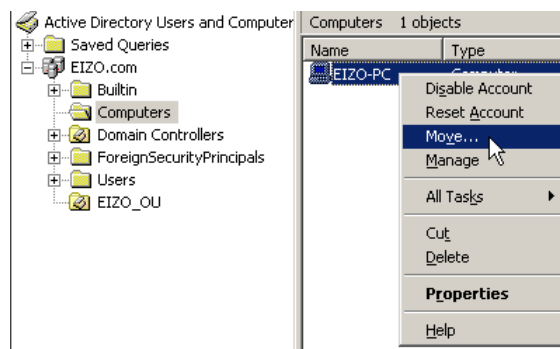 Active Directory Users and Computer
Saved Queries
EIZO.com
Builtin
Computers
Domain Controllers
ForeignSecurityPrincipals
Users
EIZO_OU
Computers 1 objects
Name Type
EIZO-PC Computer
Disable Account
Reset Account
Move...
Manage
All Tasks
Cut
Delete
Properties
Help